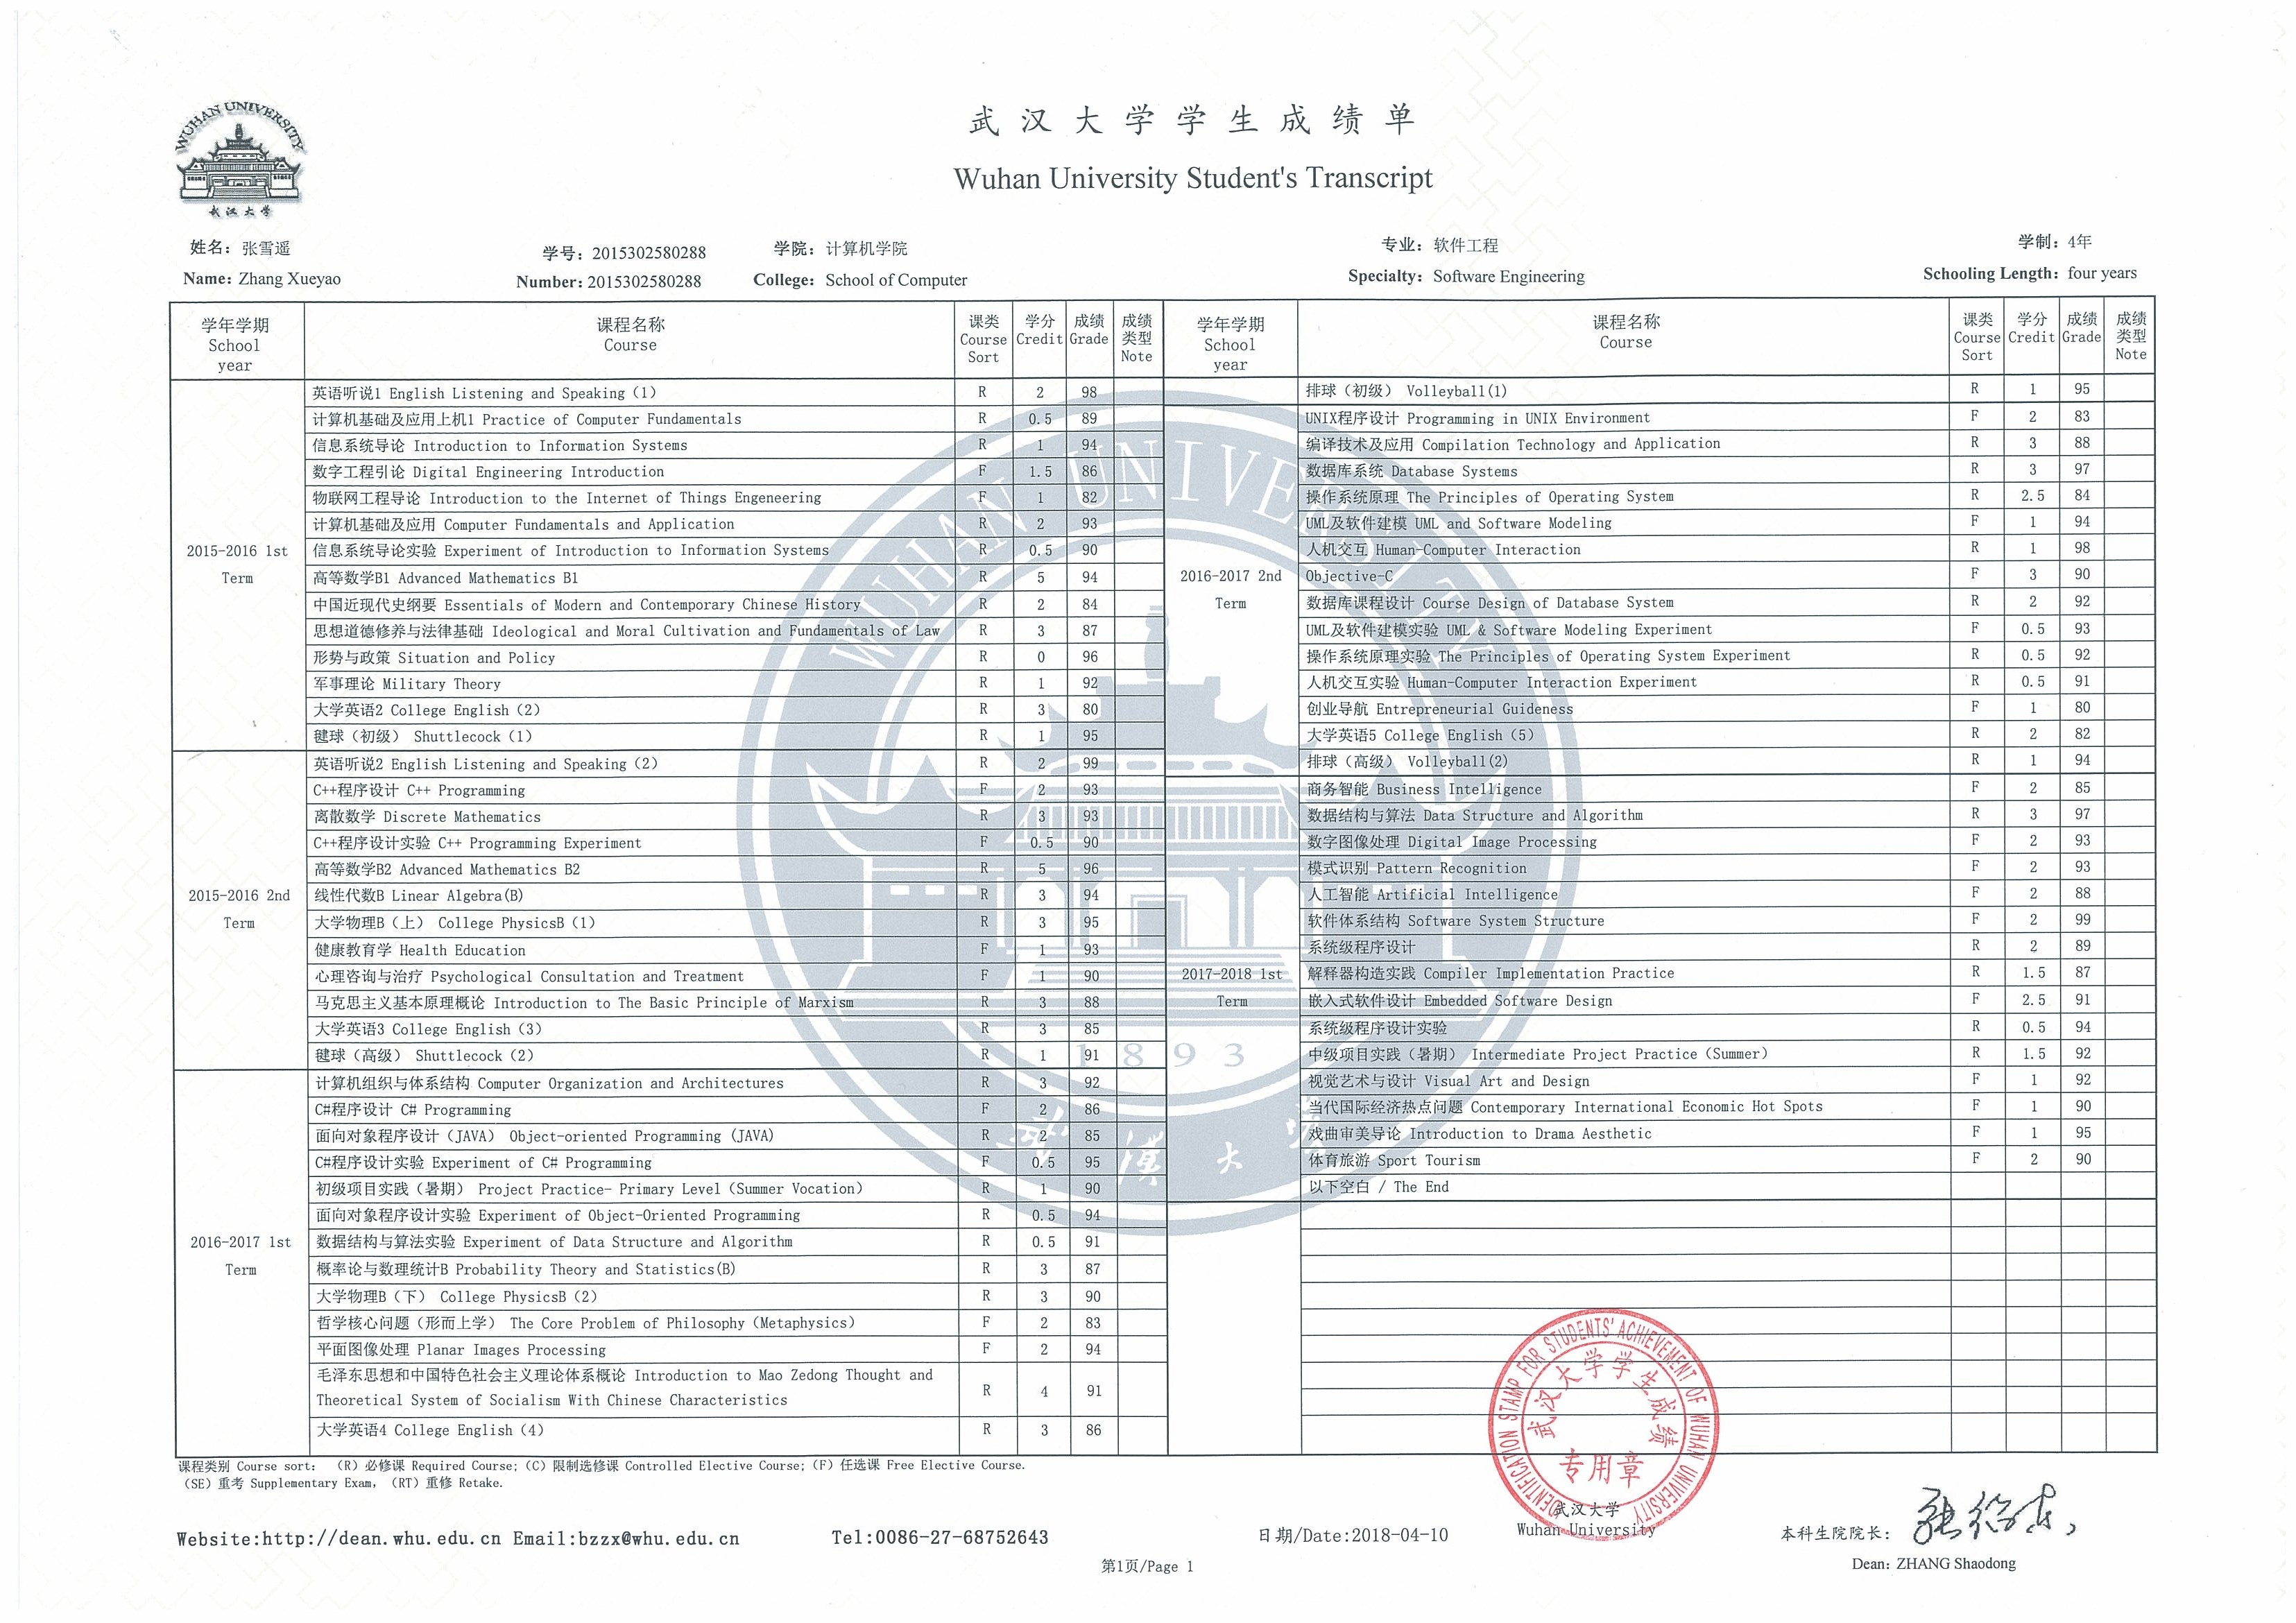 WUHAN UNIVERSITY
武汉大学
武汉大学学生成绩单
Wuhan University Student's Transcript
姓名：张雪遥 学号：2015302580288 学院：计算机学院 专业：软件工程 学制：4年
Name: Zhang Xueyao Number: 2015302580288 College: School of Computer Specialty: Software Engineering Schooling Length: four years
学年学期 School year 课程名称 Course 课类 Course Sort 学分 Credit 成绩 Grade 成绩类型 Note
2015-2016 1st Term
英语听说1 English Listening and Speaking（1） R 2 98
计算机基础及应用上机1 Practice of Computer Fundamentals R 0.5 89
信息系统导论 Introduction to Information Systems R 1 94
数字工程引论 Digital Engineering Introduction F 1.5 86
物联网工程导论 Introduction to the Internet of Things Engeneering F 1 82
计算机基础及应用 Computer Fundamentals and Application R 2 93
信息系统导论实验 Experiment of Introduction to Information Systems R 0.5 90
高等数学B1 Advanced Mathematics B1 R 5 94
中国近现代史纲要 Essentials of Modern and Contemporary Chinese History R 2 84
思想道德修养与法律基础 Ideological and Moral Cultivation and Fundamentals of Law R 3 87
形势与政策 Situation and Policy R 0 96
军事理论 Military Theory R 1 92
大学英语2 College English（2） R 3 80
毽球（初级） Shuttlecock（1） R 1 95
2015-2016 2nd Term
英语听说2 English Listening and Speaking（2） R 2 99
C++程序设计 C++ Programming F 2 93
离散数学 Discrete Mathematics R 3 93
C++程序设计实验 C++ Programming Experiment F 0.5 90
高等数学B2 Advanced Mathematics B2 R 5 96
线性代数B Linear Algebra(B) R 3 94
大学物理B（上） College PhysicsB（1） R 3 95
健康教育学 Health Education F 1 93
心理咨询与治疗 Psychological Consultation and Treatment F 1 90
马克思主义基本原理概论 Introduction to The Basic Principle of Marxism R 3 88
大学英语3 College English（3） R 3 85
毽球（高级） Shuttlecock（2） R 1 91
2016-2017 1st Term
计算机组织与体系结构 Computer Organization and Architectures R 3 92
C#程序设计 C# Programming F 2 86
面向对象程序设计（JAVA） Object-oriented Programming（JAVA） R 2 85
C#程序设计实验 Experiment of C# Programming F 0.5 95
初级项目实践（暑期） Project Practice- Primary Level（Summer Vocation） R 1 90
面向对象程序设计实验 Experiment of Object-Oriented Programming R 0.5 94
数据结构与算法实验 Experiment of Data Structure and Algorithm R 0.5 91
概率论与数理统计B Probability Theory and Statistics(B) R 3 87
大学物理B（下） College PhysicsB（2） R 3 90
哲学核心问题（形而上学） The Core Problem of Philosophy（Metaphysics） F 2 83
平面图像处理 Planar Images Processing F 2 94
毛泽东思想和中国特色社会主义理论体系概论 Introduction to Mao Zedong Thought and
Theoretical System of Socialism With Chinese Characteristics R 4 91
大学英语4 College English（4） R 3 86
学年学期 School year 课程名称 Course 课类 Course Sort 学分 Credit 成绩 Grade 成绩类型 Note
排球（初级） Volleyball(1) R 1 95
2016-2017 2nd Term
UNIX程序设计 Programming in UNIX Environment F 2 83
编译技术及应用 Compilation Technology and Application R 3 88
数据库系统 Database Systems R 3 97
操作系统原理 The Principles of Operating System R 2.5 84
UML及软件建模 UML and Software Modeling F 1 94
人机交互 Human-Computer Interaction R 1 98
Objective-C F 3 90
数据库课程设计 Course Design of Database System R 2 92
UML及软件建模实验 UML & Software Modeling Experiment F 0.5 93
操作系统原理实验 The Principles of Operating System Experiment R 0.5 92
人机交互实验 Human-Computer Interaction Experiment R 0.5 91
创业导航 Entrepreneurial Guideness F 1 80
大学英语5 College English（5） R 2 82
排球（高级） Volleyball(2) R 1 94
2017-2018 1st Term
商务智能 Business Intelligence F 2 85
数据结构与算法 Data Structure and Algorithm R 3 97
数字图像处理 Digital Image Processing F 2 93
模式识别 Pattern Recognition F 2 93
人工智能 Artificial Intelligence F 2 88
软件体系结构 Software System Structure F 2 99
系统级程序设计 R 2 89
解释器构造实践 Compiler Implementation Practice R 1.5 87
嵌入式软件设计 Embedded Software Design F 2.5 91
系统级程序设计实验 R 0.5 94
中级项目实践（暑期） Intermediate Project Practice（Summer） R 1.5 92
视觉艺术与设计 Visual Art and Design F 1 92
当代国际经济热点问题 Contemporary International Economic Hot Spots F 1 90
戏曲审美导论 Introduction to Drama Aesthetic F 1 95
体育旅游 Sport Tourism F 2 90
以下空白 / The End
WUHAN UNIVERSITY
1893
武漢大学
课程类别 Course sort: （R）必修课 Required Course;（C）限制选修课 Controlled Elective Course;（F）任选课 Free Elective Course.
（SE）重考 Supplementary Exam, （RT）重修 Retake.
IDENTIFICATION STAMP FOR STUDENTS' ACHIEVEMENT OF WUHAN UNIVERSITY
武汉大学学生成绩
专用章
武汉大学
Wuhan University
Website:http://dean.whu.edu.cn Email:bzzx@whu.edu.cn Tel:0086-27-68752643 日期/Date:2018-04-10
本科生院院长：
Dean: ZHANG Shaodong
第1页/Page 1